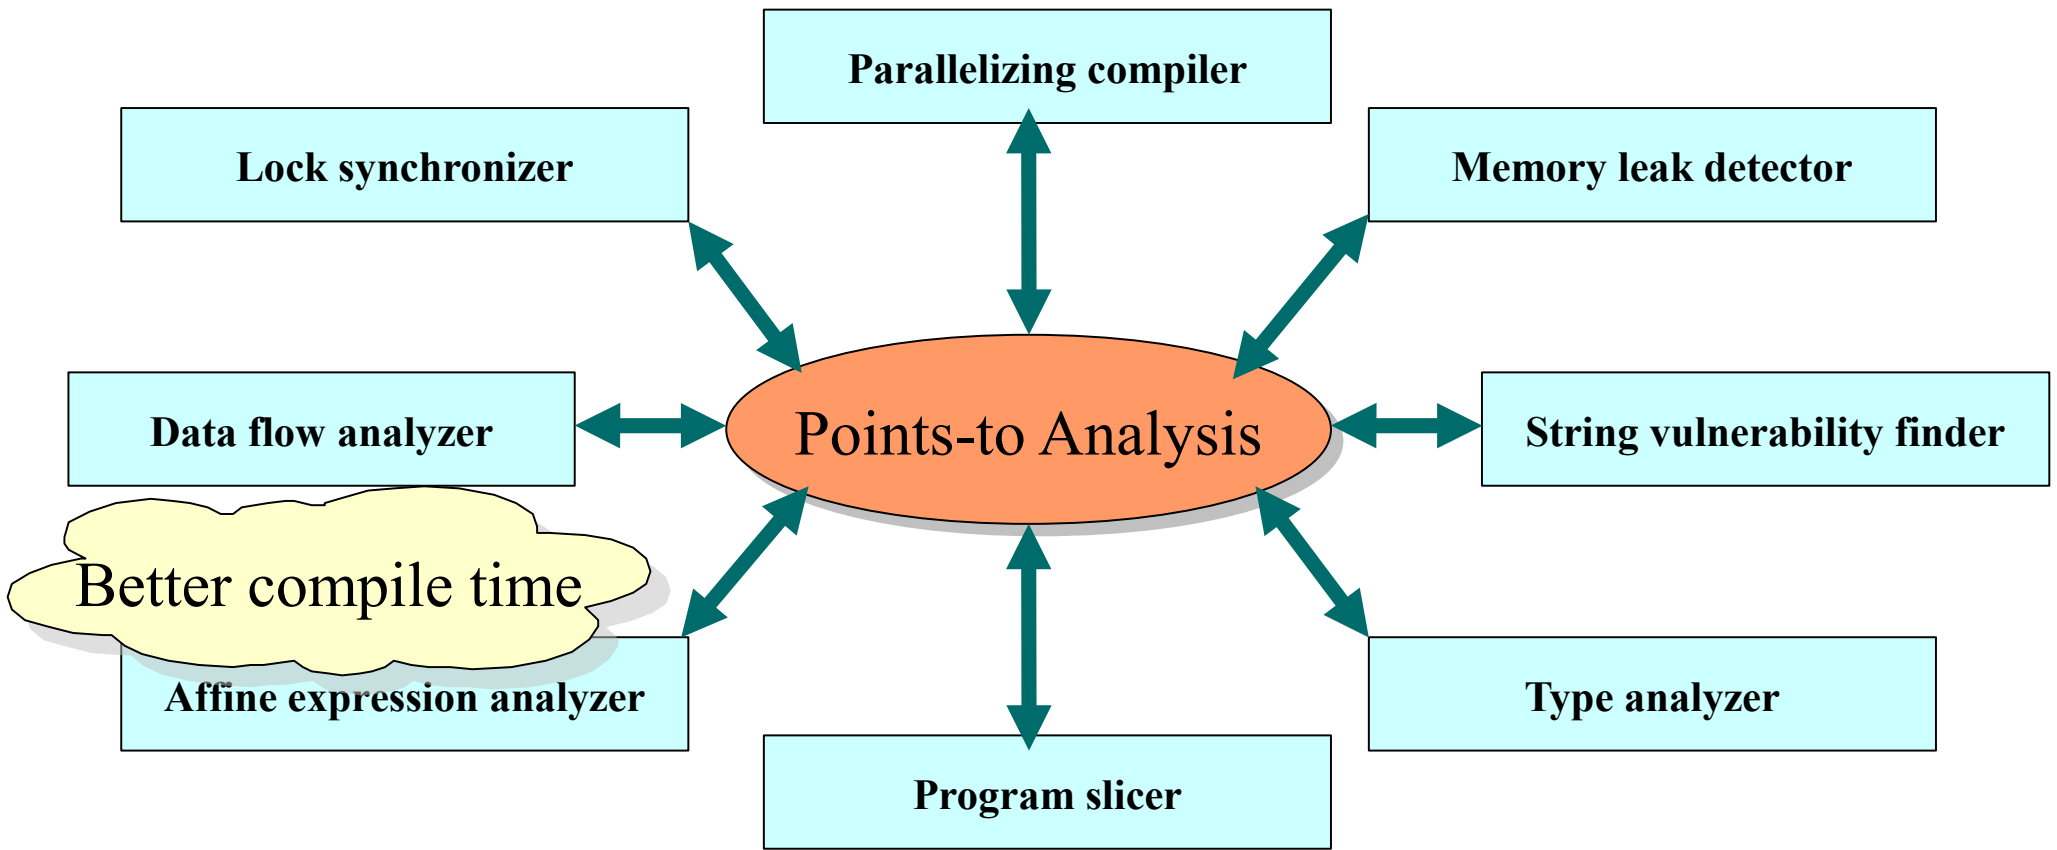 Parallelizing compiler
Lock synchronizer
Memory leak detector
Data flow analyzer
Points-to Analysis
String vulnerability finder
Better compile time
Affine expression analyzer
Type analyzer
Program slicer